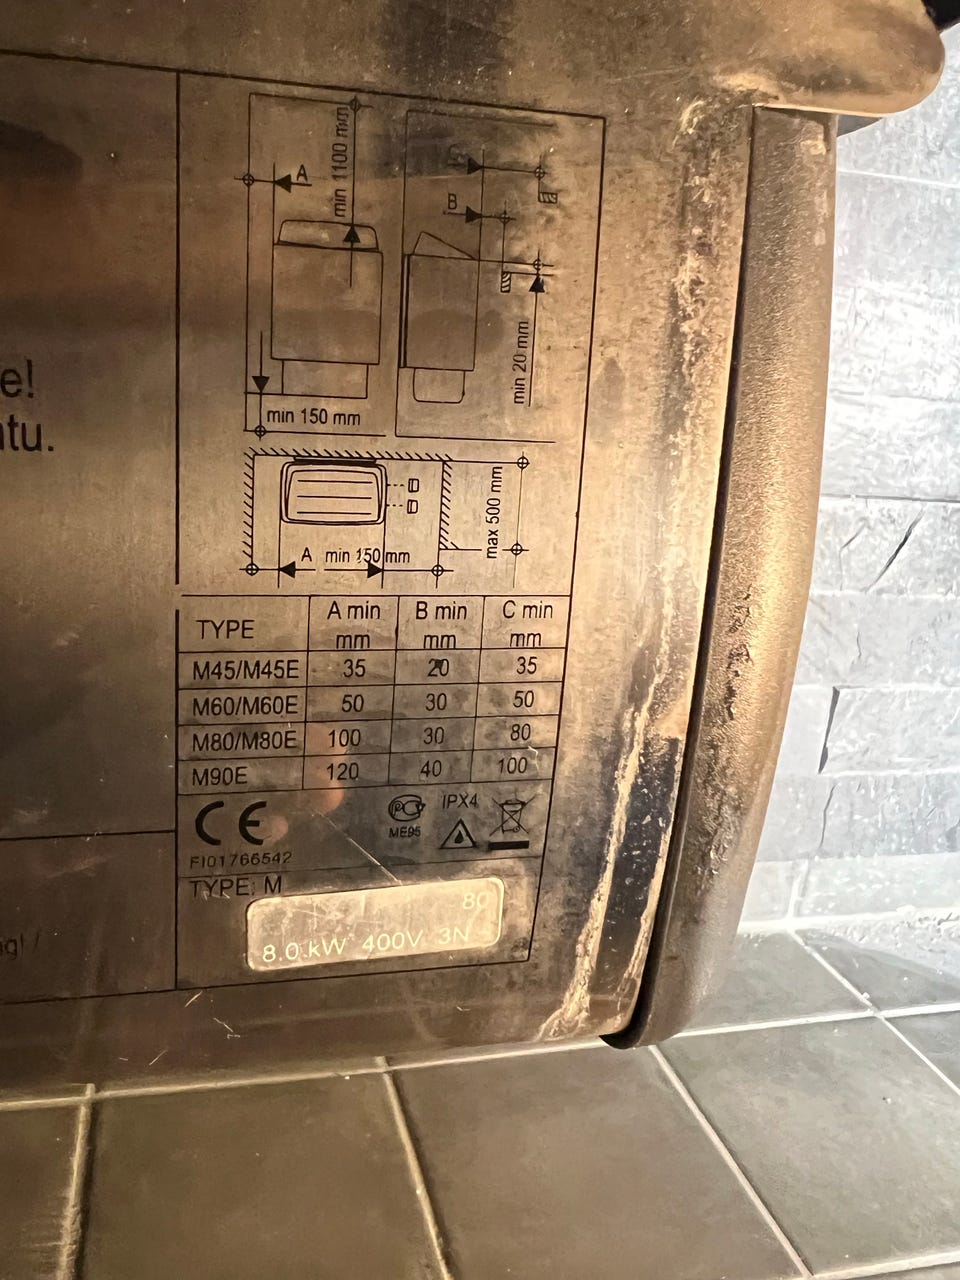 e!
ntu.
A
min 1100 mm
B
min 20 mm
min 150 mm
max 500 mm
A min 150 mm
TYPE A min mm B min mm C min mm
M45/M45E 35 20 35
M60/M60E 50 30 50
M80/M80E 100 30 80
M90E 120 40 100
CE
PCT
ME95
IPX4
FI01766542
TYPE: M
80
8.0 kW 400V 3N~